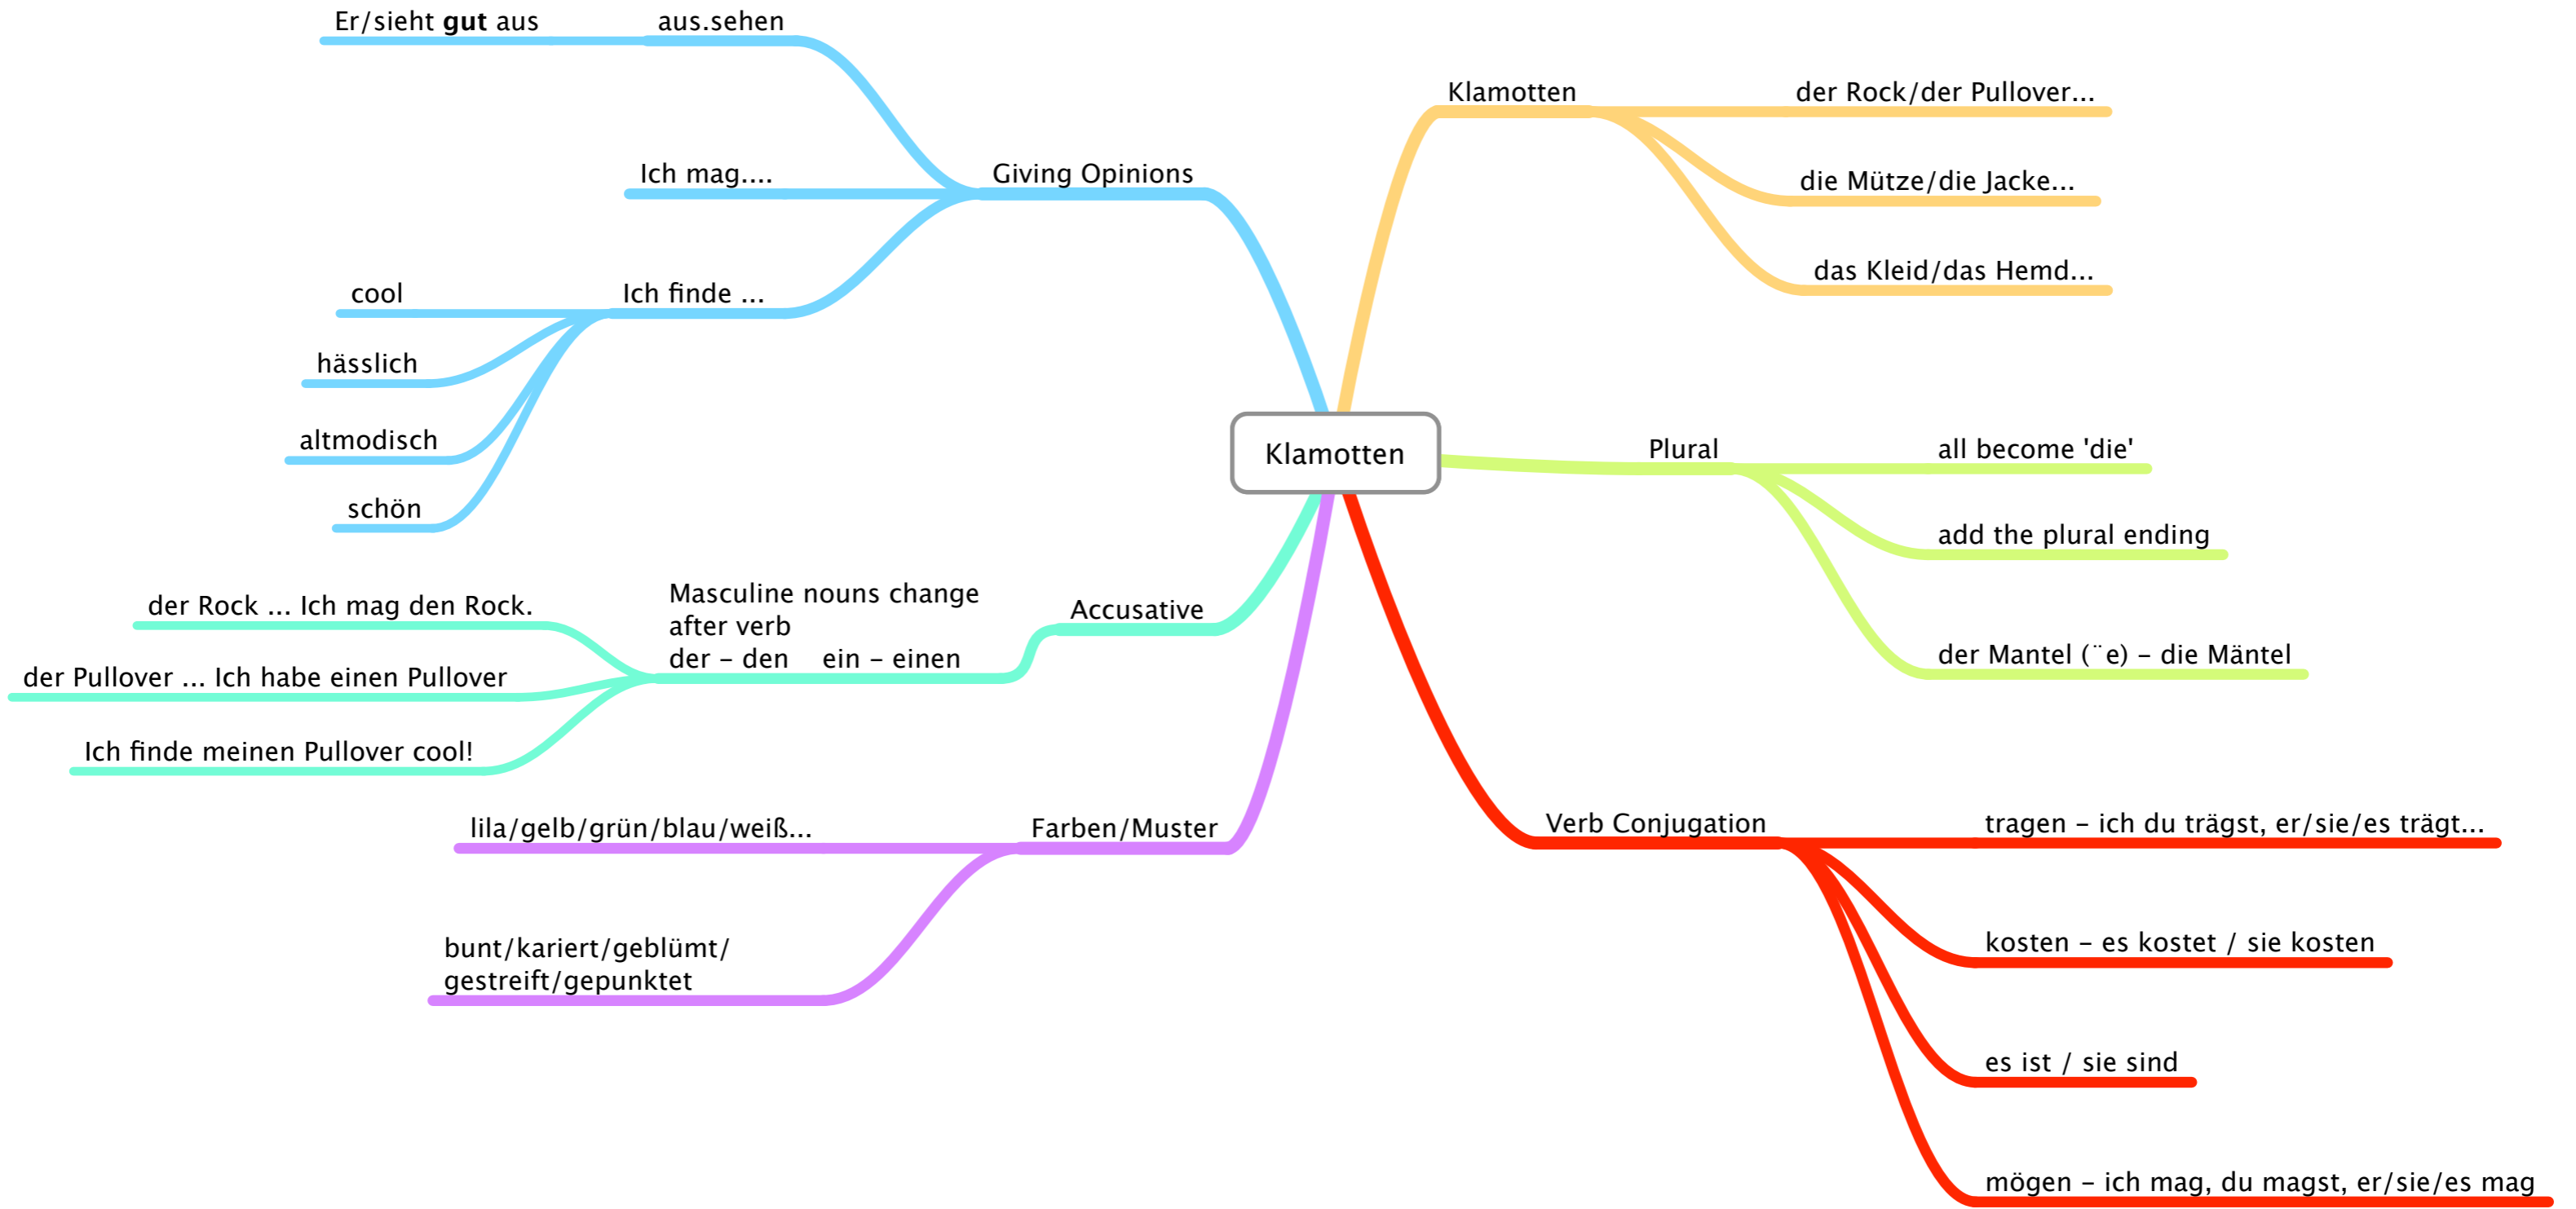 Klamotten
Klamotten
der Rock/der Pullover...
die Mütze/die Jacke...
das Kleid/das Hemd...
Plural
all become 'die'
add the plural ending
der Mantel (¨e) – die Mäntel
Verb Conjugation
tragen – ich du trägst, er/sie/es trägt...
kosten – es kostet / sie kosten
es ist / sie sind
mögen – ich mag, du magst, er/sie/es mag
Giving Opinions
aus.sehen
Er/sieht gut aus
Ich mag....
Ich finde ...
cool
hässlich
altmodisch
schön
Accusative
Masculine nouns change
after verb
der – den    ein – einen
der Rock ... Ich mag den Rock.
der Pullover ... Ich habe einen Pullover
Ich finde meinen Pullover cool!
Farben/Muster
lila/gelb/grün/blau/weiß...
bunt/kariert/geblümt/
gestreift/gepunktet